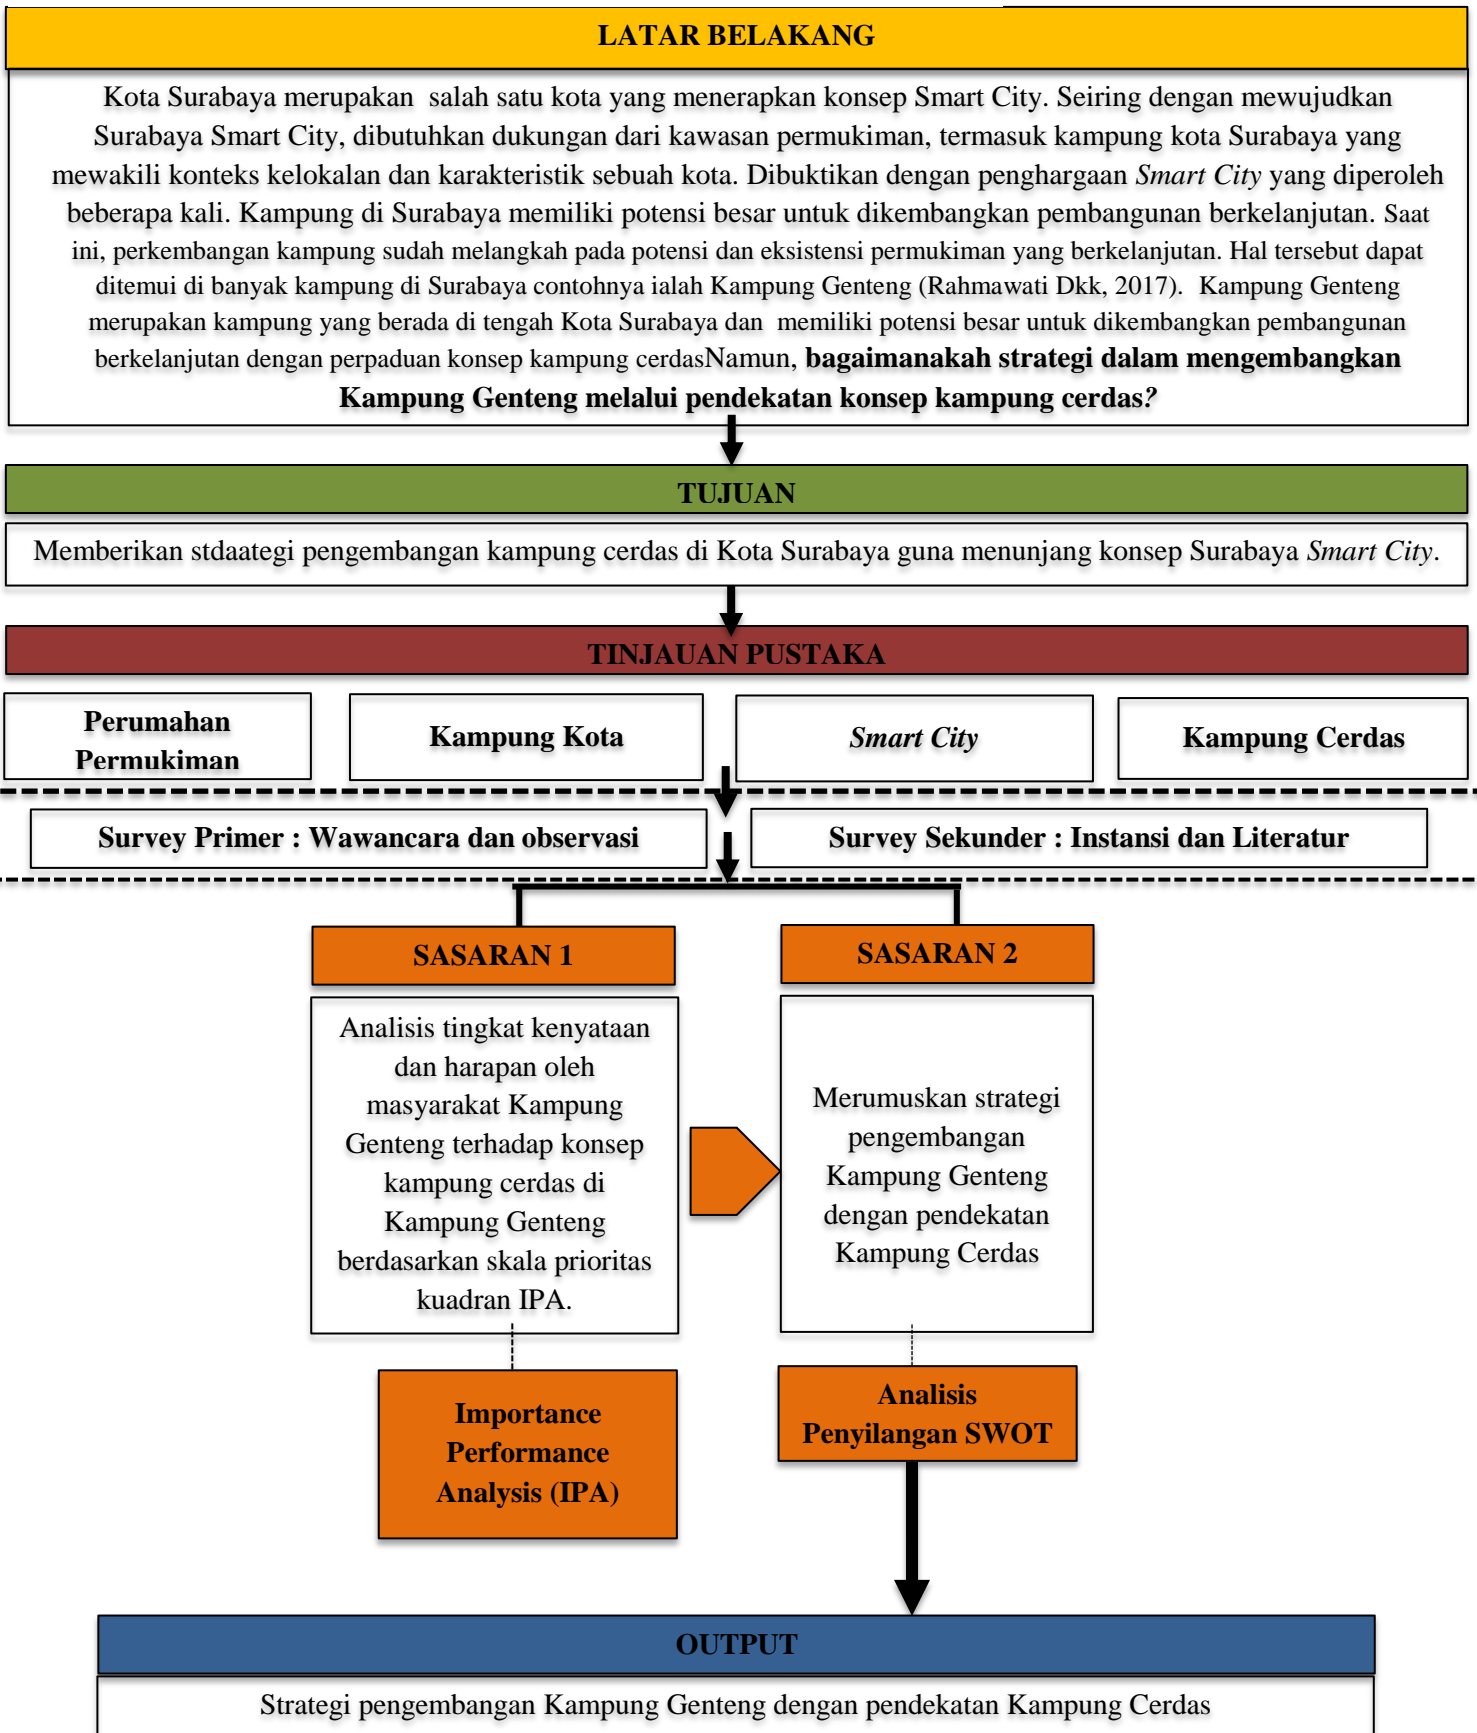 LATAR BELAKANG
Kota Surabaya merupakan salah satu kota yang menerapkan konsep Smart City. Seiring dengan mewujudkan
Surabaya Smart City, dibutuhkan dukungan dari kawasan permukiman, termasuk kampung kota Surabaya yang
mewakili konteks kelokalan dan karakteristik sebuah kota. Dibuktikan dengan penghargaan Smart City yang diperoleh
beberapa kali. Kampung di Surabaya memiliki potensi besar untuk dikembangkan pembangunan berkelanjutan. Saat
ini, perkembangan kampung sudah melangkah pada potensi dan eksistensi permukiman yang berkelanjutan. Hal tersebut dapat
ditemui di banyak kampung di Surabaya contohnya ialah Kampung Genteng (Rahmawati Dkk, 2017). Kampung Genteng
merupakan kampung yang berada di tengah Kota Surabaya dan memiliki potensi besar untuk dikembangkan pembangunan
berkelanjutan dengan perpaduan konsep kampung cerdasNamun, bagaimanakah strategi dalam mengembangkan
Kampung Genteng melalui pendekatan konsep kampung cerdas?
TUJUAN
Memberikan stdaategi pengembangan kampung cerdas di Kota Surabaya guna menunjang konsep Surabaya Smart City.
TINJAUAN PUSTAKA
Perumahan
Permukiman
Kampung Kota
Smart City
Kampung Cerdas
Survey Primer : Wawancara dan observasi
Survey Sekunder : Instansi dan Literatur
SASARAN 1
Analisis tingkat kenyataan
dan harapan oleh
masyarakat Kampung
Genteng terhadap konsep
kampung cerdas di
Kampung Genteng
berdasarkan skala prioritas
kuadran IPA.
Importance
Performance
Analysis (IPA)
SASARAN 2
Merumuskan strategi
pengembangan
Kampung Genteng
dengan pendekatan
Kampung Cerdas
Analisis
Penyilangan SWOT
OUTPUT
Strategi pengembangan Kampung Genteng dengan pendekatan Kampung Cerdas